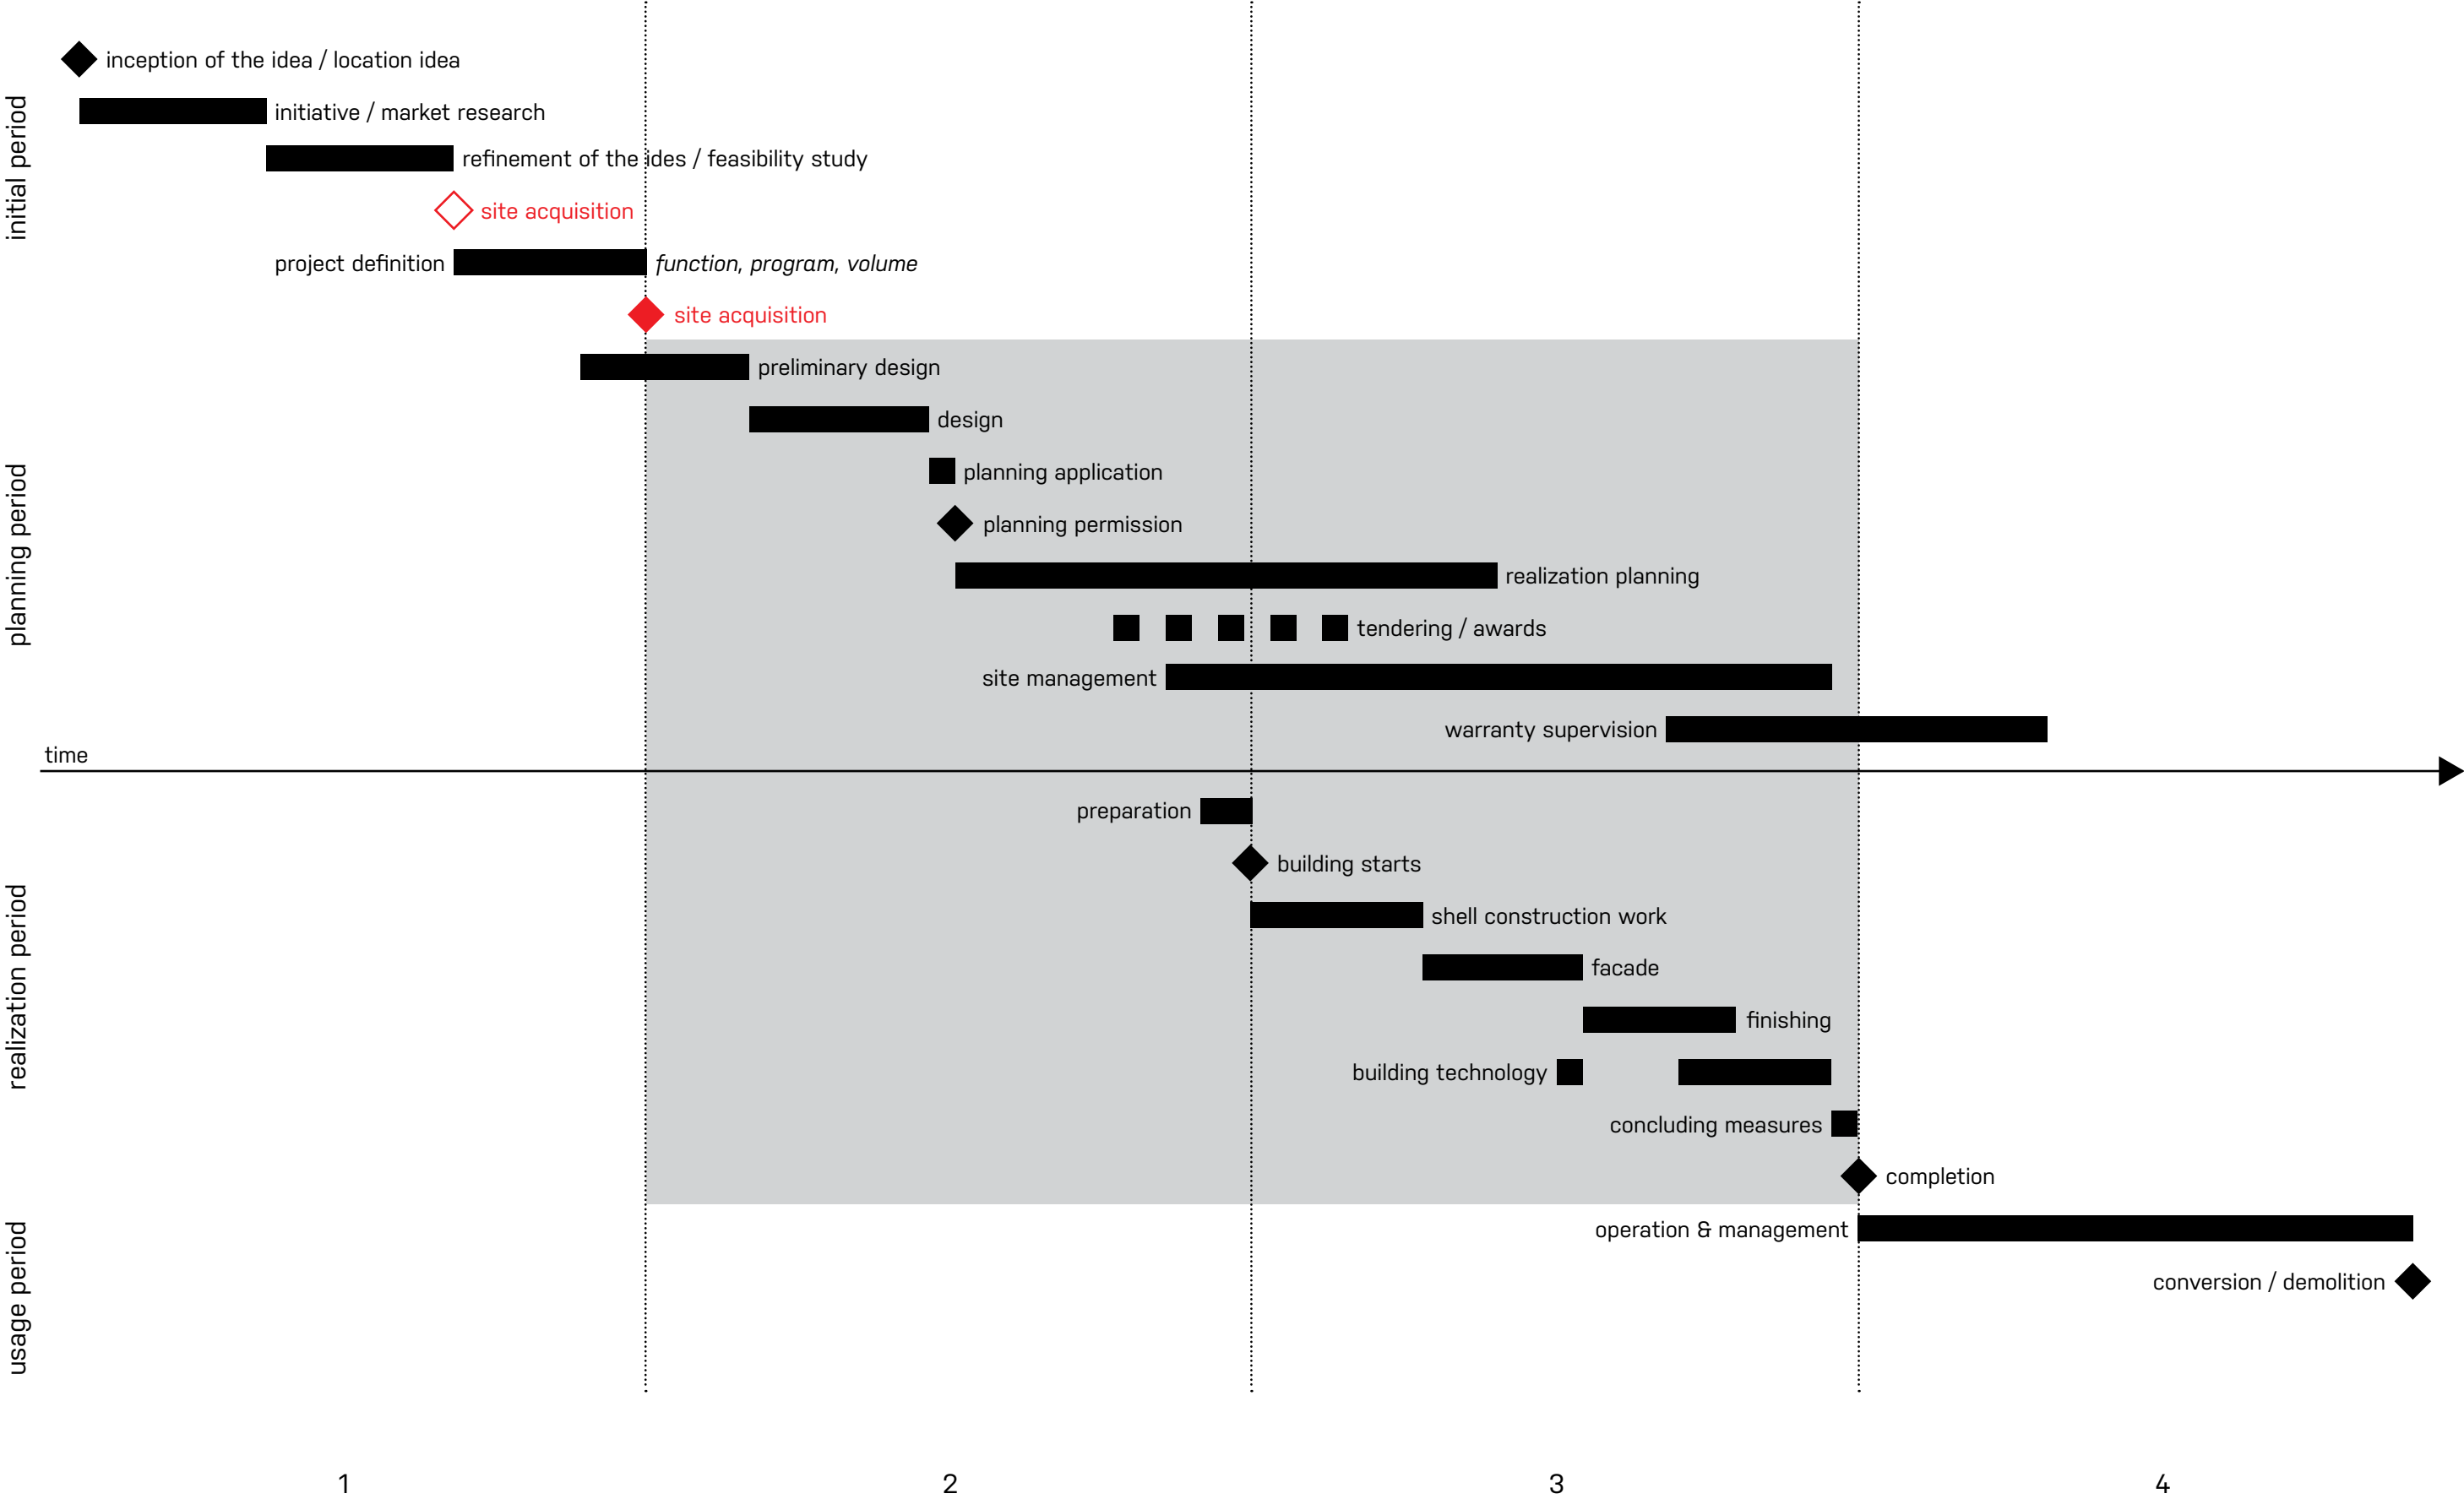 inception of the idea / location idea
initiative / market research
refinement of the ides / feasibility study
site acquisition
project definition
function, program, volume
site acquisition
initial period
preliminary design
design
planning application
planning permission
realization planning
tendering / awards
site management
warranty supervision
planning period
time
preparation
building starts
shell construction work
facade
finishing
building technology
concluding measures
completion
realization period
operation & management
conversion / demolition
usage period
1
2
3
4